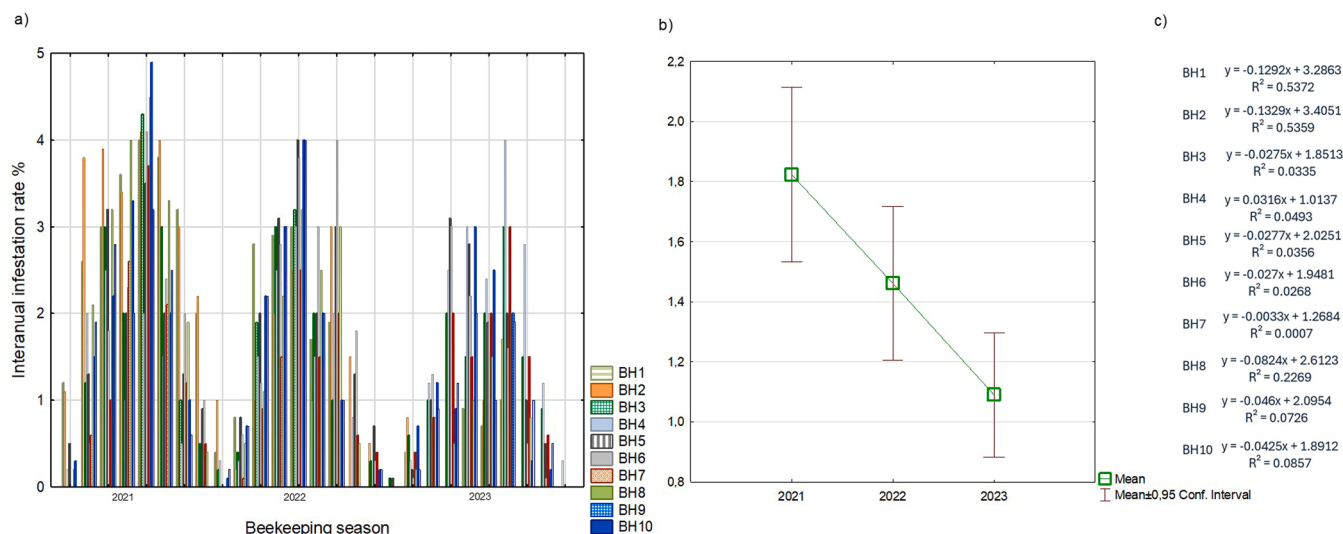 a)
5
4
3
2
1
0
Interanual infestation rate %
2021
2022
2023
Beekeeping season
BH1
BH2
BH3
BH4
BH5
BH6
BH7
BH8
BH9
BH10
b)
2,2
2,0
1,8
1,6
1,4
1,2
1,0
0,8
2021
2022
2023
Mean
Mean±0,95 Conf. Interval
c)
BH1 y = -0.1292x + 3.2863
R² = 0.5372
BH2 y = -0.1329x + 3.4051
R² = 0.5359
BH3 y = -0.0275x + 1.8513
R² = 0.0335
BH4 y = 0.0316x + 1.0137
R² = 0.0493
BH5 y = -0.0277x + 2.0251
R² = 0.0356
BH6 y = -0.027x + 1.9481
R² = 0.0268
BH7 y = -0.0033x + 1.2684
R² = 0.0007
BH8 y = -0.0824x + 2.6123
R² = 0.2269
BH9 y = -0.046x + 2.0954
R² = 0.0726
BH10 y = -0.0425x + 1.8912
R² = 0.0857